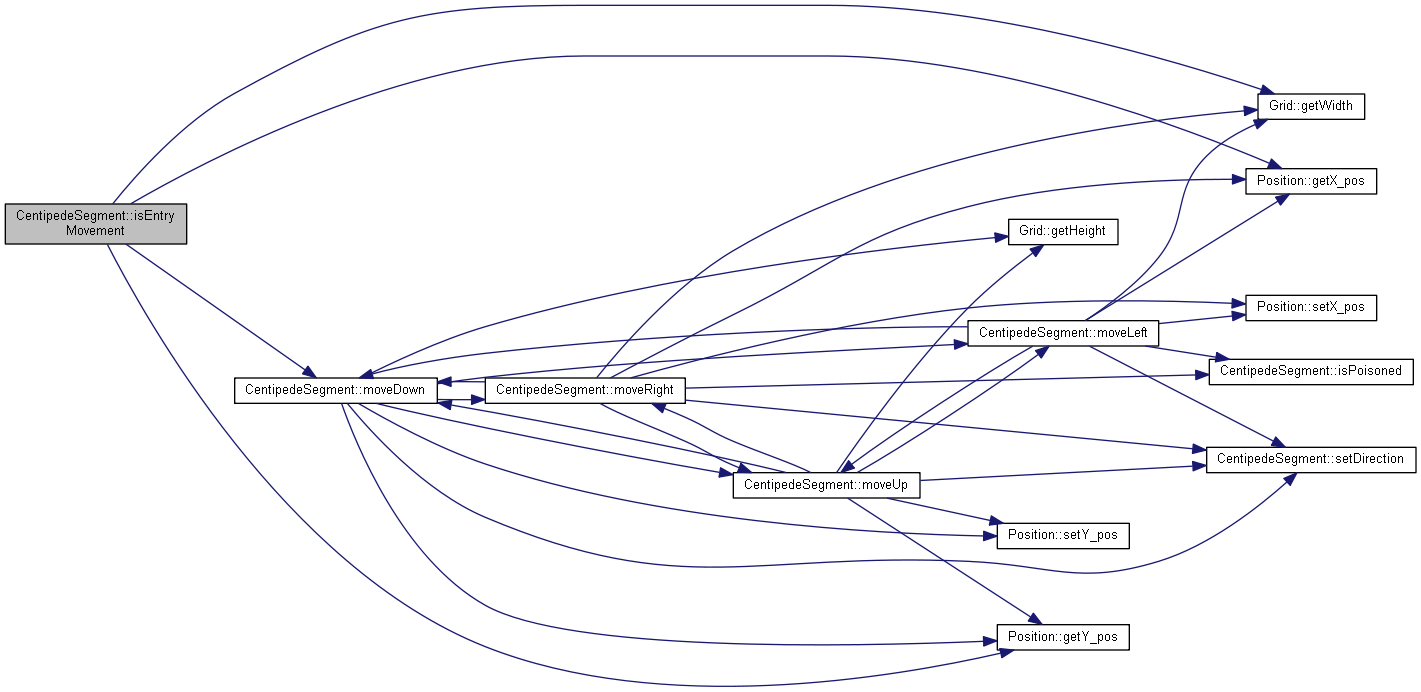 Grid::getWidth
Position::getX_pos
CentipedeSegment::isEntry
Movement
Grid::getHeight
Position::setX_pos
CentipedeSegment::moveLeft
CentipedeSegment::isPoisoned
CentipedeSegment::moveDown
CentipedeSegment::moveRight
CentipedeSegment::setDirection
CentipedeSegment::moveUp
Position::setY_pos
Position::getY_pos